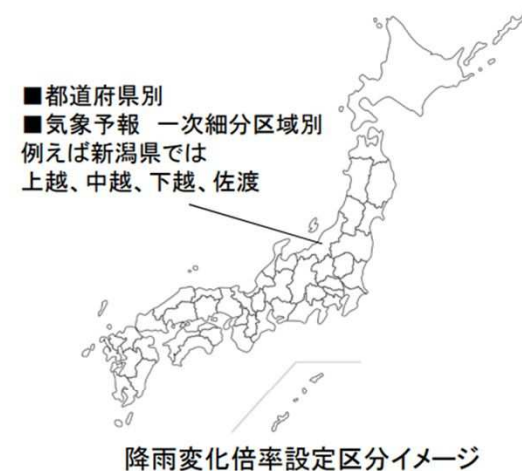 ■都道府県別
■気象予報　一次細分区域別
例えば新潟県では
上越、中越、下越、佐渡
降雨変化倍率設定区分イメージ